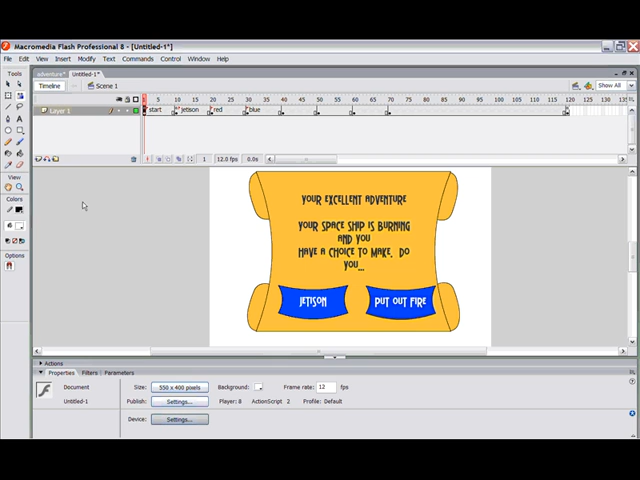 Macromedia Flash Professional 8 - [Untitled-1*]
File Edit View Insert Modify Text Commands Control Window Help
Tools
adventure* Untitled-1*
Timeline Scene 1 Show All
Layer 1
1 5 10 15 20 25 30 35 40 45 50 55 60 65 70 75 80 85 90 95 100 105 110 115 120 125 130 135
start jetison red blue
1 12.0 fps 0.0s
View
Colors
Options
YOUR EXCELLENT ADVENTURE
YOUR SPACE SHIP IS BURNING
AND YOU
HAVE A CHOICE TO MAKE. DO
YOU...
JETISON PUT OUT FIRE
Actions
Properties Filters Parameters
Document Size: 550 x 400 pixels Background: Frame rate: 12 fps
Untitled-1 Publish: Settings... Player: 8 ActionScript: 2 Profile: Default
Device: Settings...